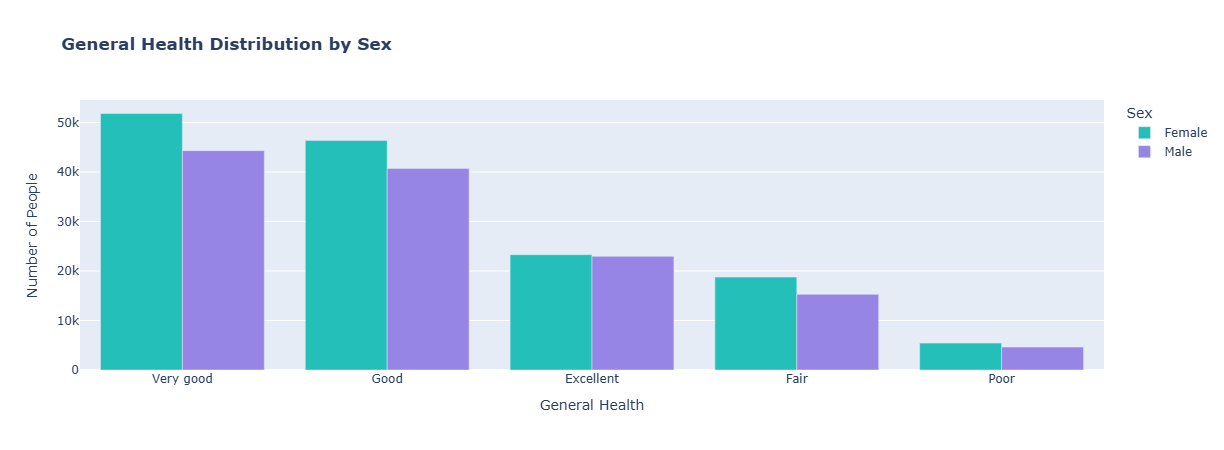 General Health Distribution by Sex
Sex
Female
Male
Number of People
50k
40k
30k
20k
10k
0
Very good Good Excellent Fair Poor
General Health